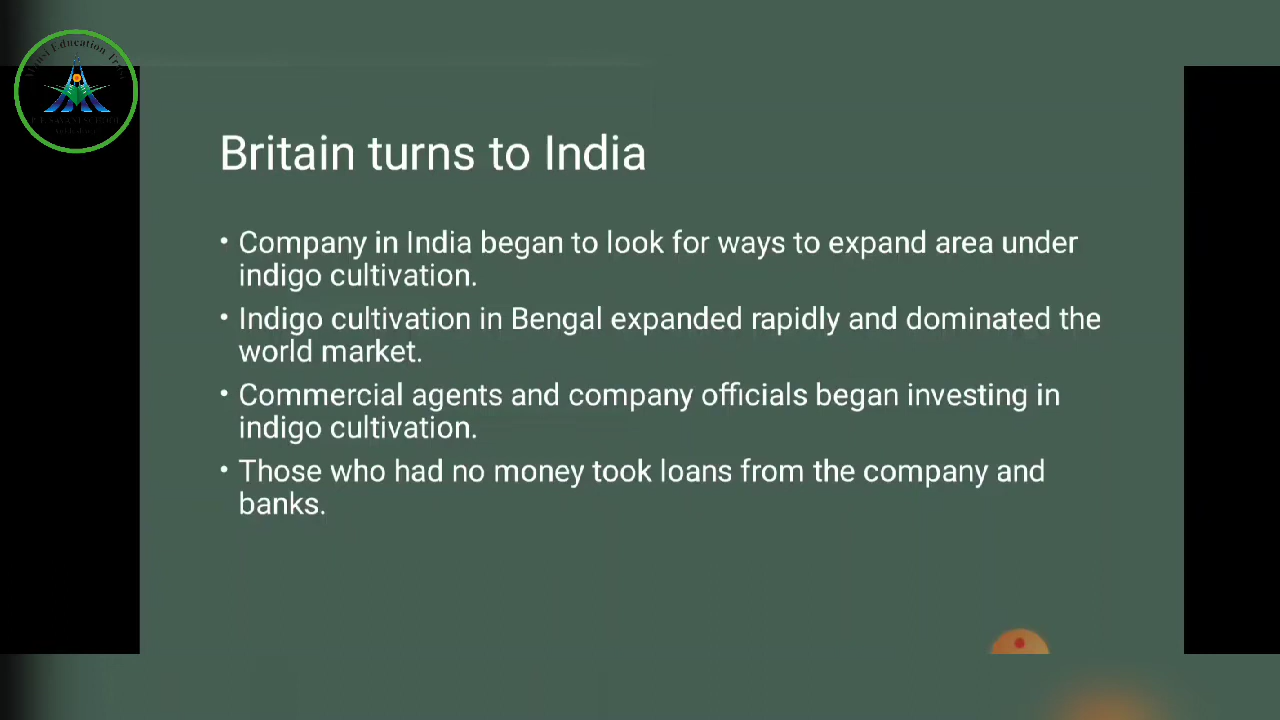 Education
Britain turns to India
• Company in India began to look for ways to expand area under
indigo cultivation.
• Indigo cultivation in Bengal expanded rapidly and dominated the
world market.
• Commercial agents and company officials began investing in
indigo cultivation.
• Those who had no money took loans from the company and
banks.